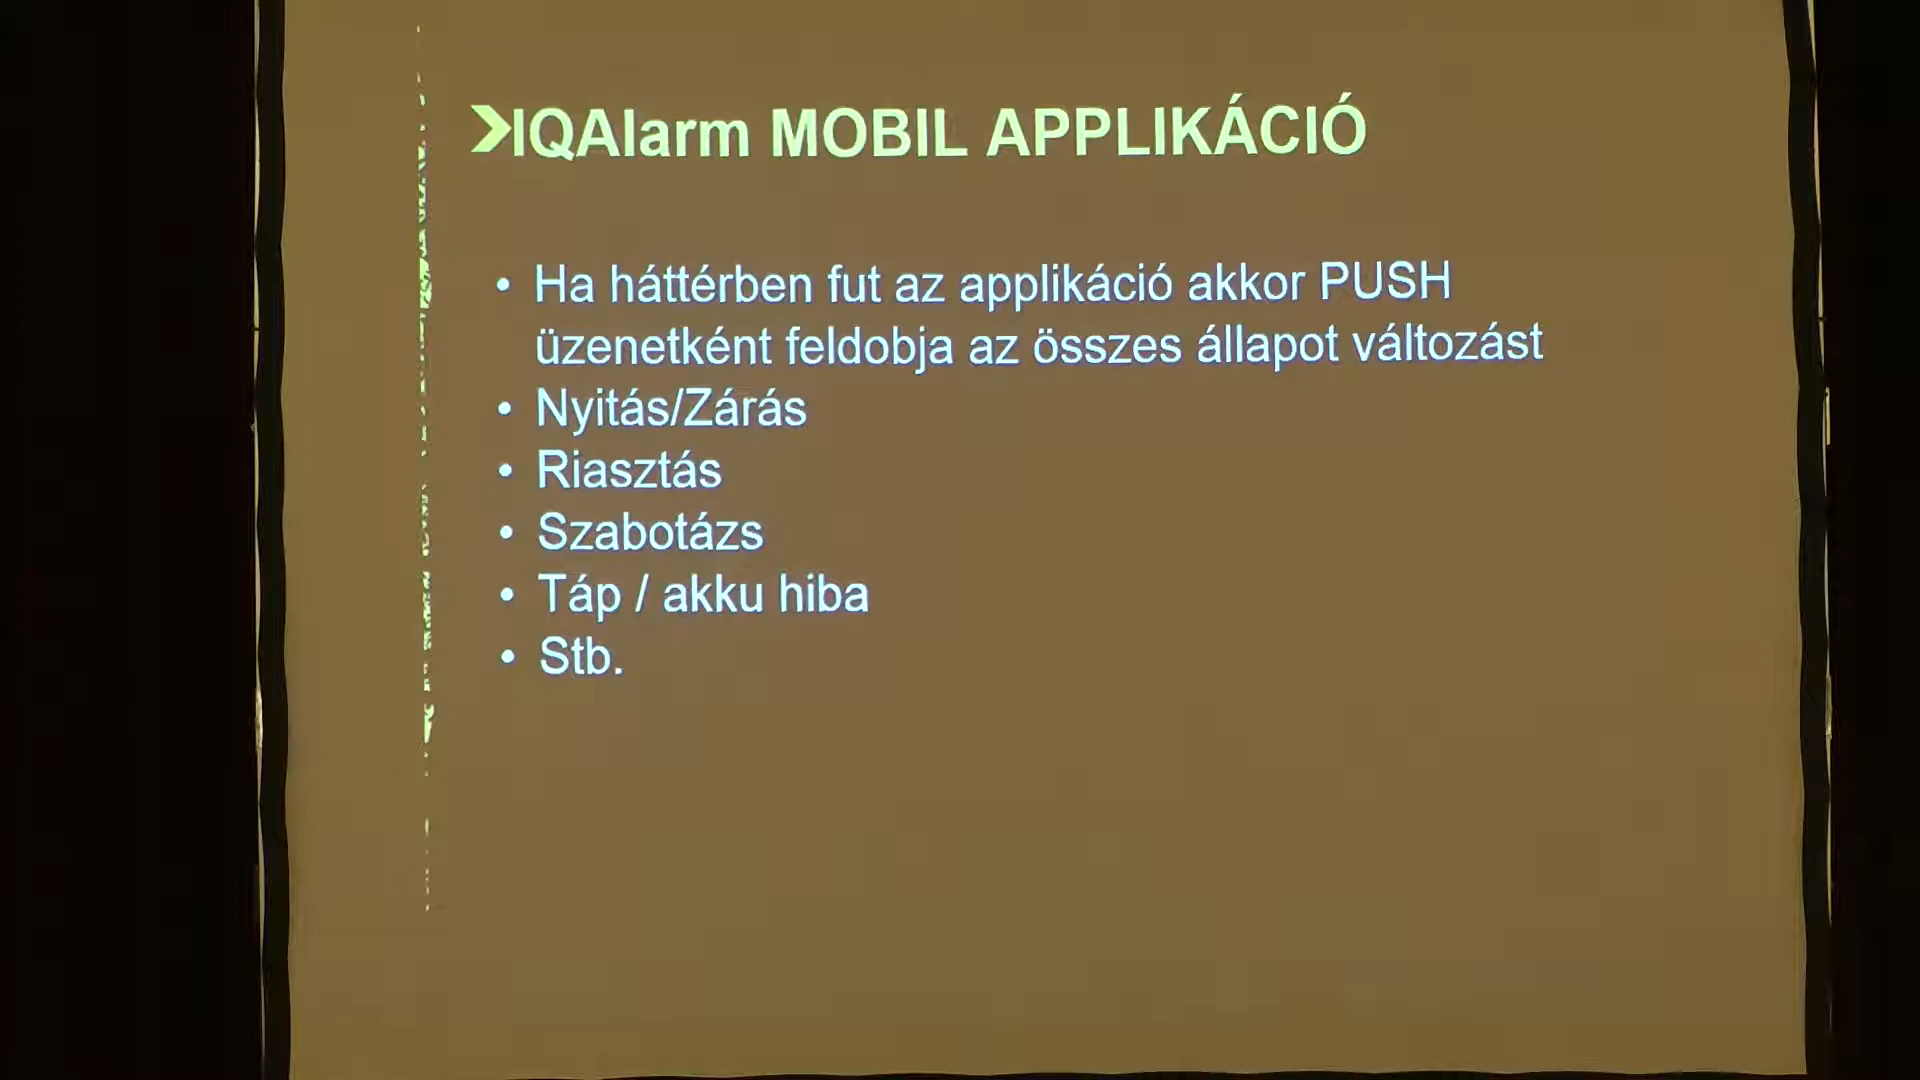 IQAlarm MOBIL APPLIKÁCIÓ
• Ha háttérben fut az applikáció akkor PUSH
üzenetként feldobja az összes állapot változást
• Nyitás/Zárás
• Riasztás
• Szabotázs
• Táp / akku hiba
• Stb.